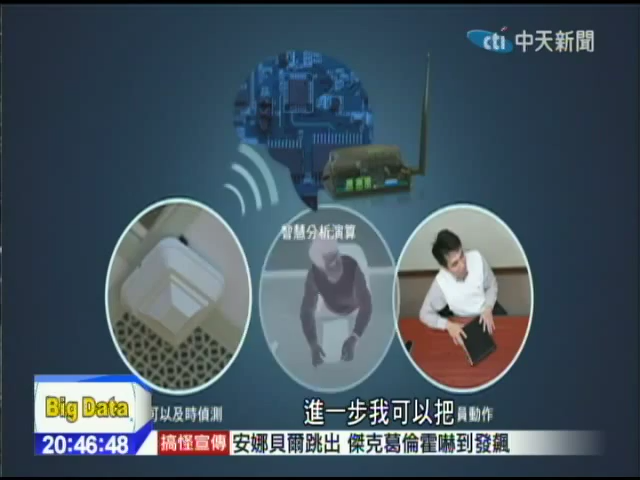 cti 中天新聞
智慧分析演算
可以及時偵測
進一步我可以把
員動作
Big Data
20:46:48
搞怪宣傳
安娜貝爾跳出 傑克葛倫霍嚇到發飆